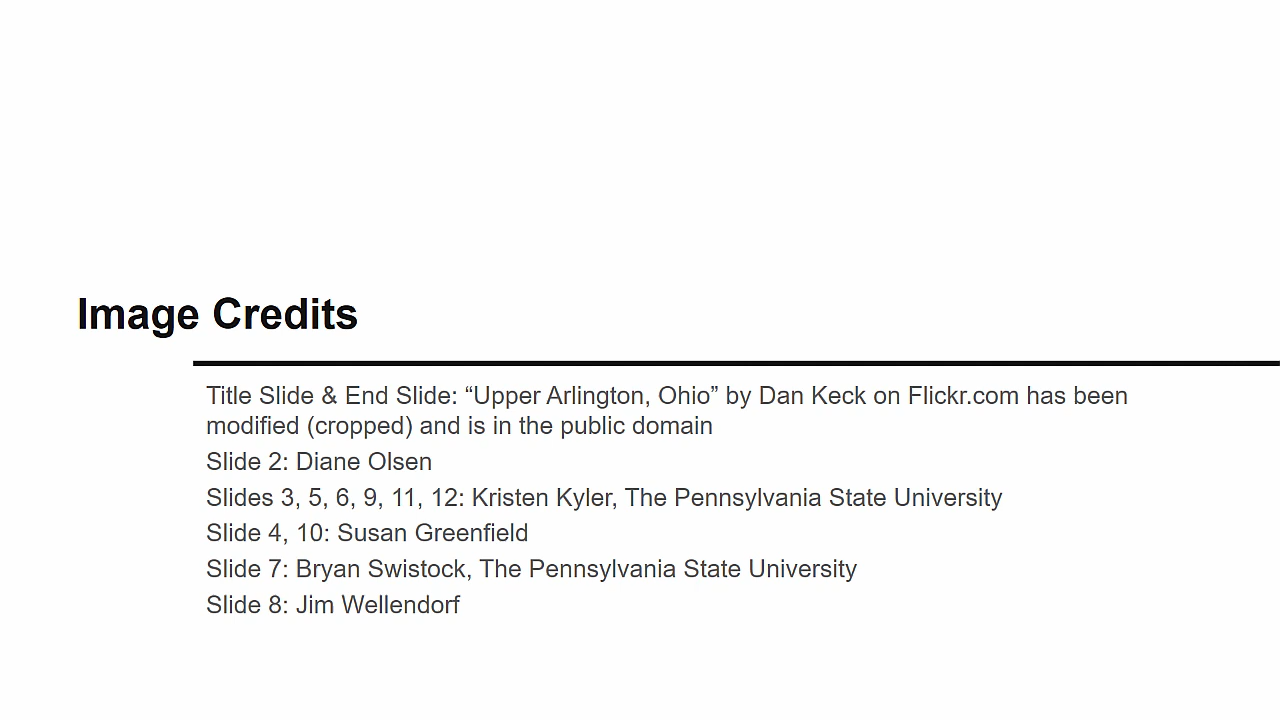 Image Credits
Title Slide & End Slide: “Upper Arlington, Ohio” by Dan Keck on Flickr.com has been
modified (cropped) and is in the public domain
Slide 2: Diane Olsen
Slides 3, 5, 6, 9, 11, 12: Kristen Kyler, The Pennsylvania State University
Slide 4, 10: Susan Greenfield
Slide 7: Bryan Swistock, The Pennsylvania State University
Slide 8: Jim Wellendorf